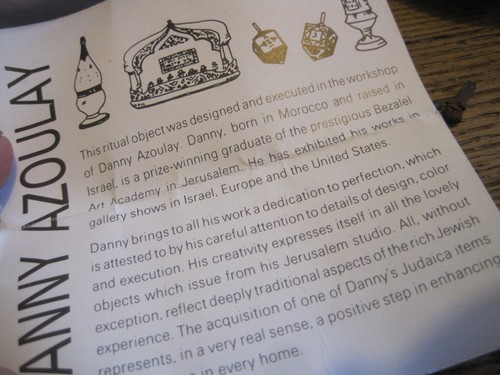 ANNY AZOULAY
This ritual object was designed and executed in the workshop
of Danny Azoulay. Danny, born in Morocco and raised in
Israel, is a prize-winning graduate of the prestigious Bezalel
Art Academy in Jerusalem. He has exhibited his works in
gallery shows in Israel, Europe and the United States.
Danny brings to all his work a dedication to perfection, which
is attested to by his careful attention to details of design, color
and execution. His creativity expresses itself in all the lovely
objects which issue from his Jerusalem studio. All, without
exception, reflect deeply traditional aspects of the rich Jewish
experience. The acquisition of one of Danny's Judaica items
represents, in a very real sense, a positive step in enhancing
in every home.